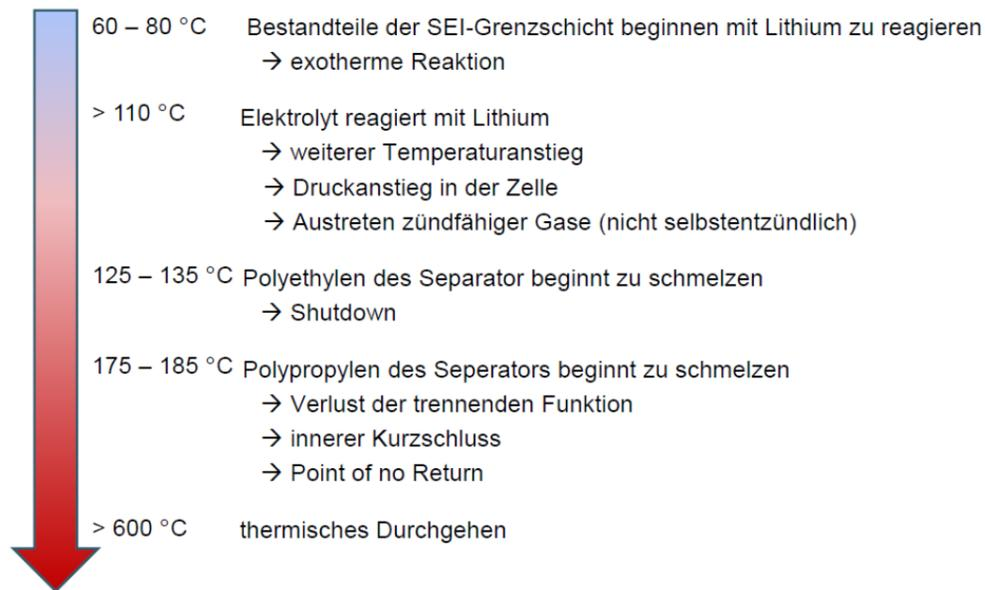 60 – 80 °C Bestandteile der SEI-Grenzschicht beginnen mit Lithium zu reagieren
→ exotherme Reaktion
> 110 °C Elektrolyt reagiert mit Lithium
→ weiterer Temperaturanstieg
→ Druckanstieg in der Zelle
→ Austreten zündfähiger Gase (nicht selbstentzündlich)
125 – 135 °C Polyethylen des Separator beginnt zu schmelzen
→ Shutdown
175 – 185 °C Polypropylen des Seperators beginnt zu schmelzen
→ Verlust der trennenden Funktion
→ innerer Kurzschluss
→ Point of no Return
> 600 °C thermisches Durchgehen